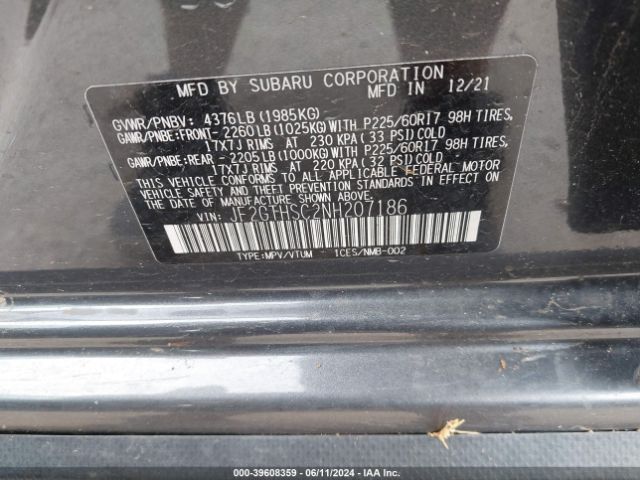 MFD BY SUBARU CORPORATION
MFD IN 12/21
GVWR/PNBV: 4376LB(1985KG)
GAWR/PNBE:FRONT-2260LB(1025KG)WITH P225/60R17 98H TIRES,
17X7J RIMS AT 230 KPA(33 PSI)COLD
GAWR/PNBE:REAR -2205LB(1000KG)WITH P225/60R17 98H TIRES,
17X7J RIMS AT 220 KPA(32 PSI)COLD
THIS VEHICLE CONFORMS TO ALL APPLICABLE FEDERAL MOTOR
VEHICLE SAFETY AND BUMPER STANDARDS IN EFFECT ON
THE DATE OF MANUFACTURE SHOWN ABOVE.
VIN: JF2GTHSC2NH207186
TYPE:MPV/VTUM ICES/NMB-002
000-39608359 - 06/11/2024 - IAA Inc.